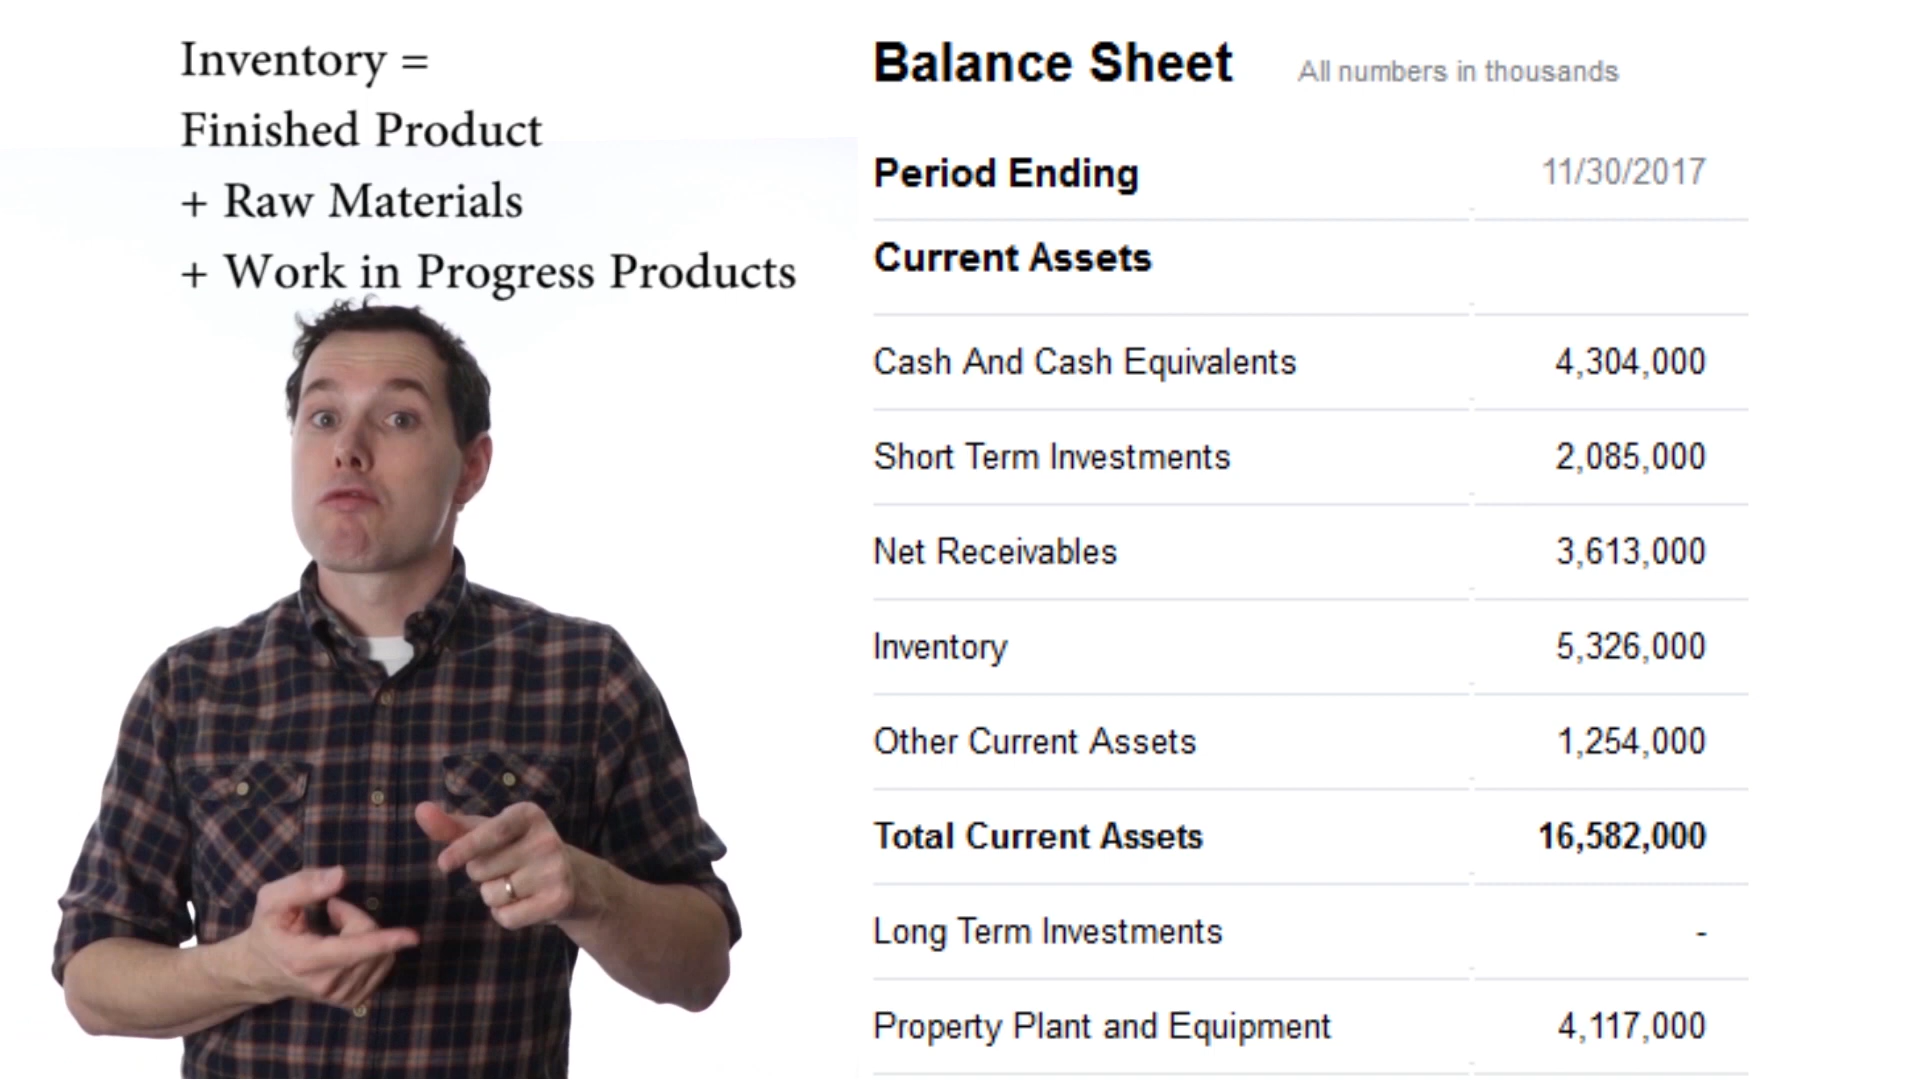 Inventory =
Finished Product
+ Raw Materials
+ Work in Progress Products
Balance Sheet All numbers in thousands
Period Ending 11/30/2017
Current Assets
Cash And Cash Equivalents 4,304,000
Short Term Investments 2,085,000
Net Receivables 3,613,000
Inventory 5,326,000
Other Current Assets 1,254,000
Total Current Assets 16,582,000
Long Term Investments -
Property Plant and Equipment 4,117,000